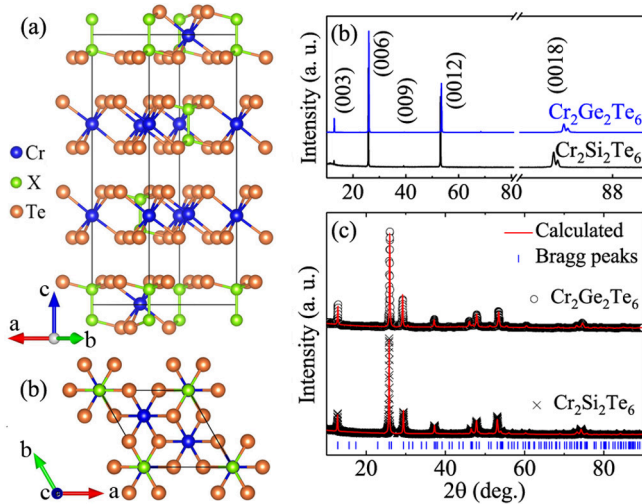 (a)
Cr
X
Te
c
a
b
(b)
b
c
a
(b)
Intensity (a. u.)
(003)
(006)
(009)
(0012)
(0018)
Cr2Ge2Te6
Cr2Si2Te6
20
40
60
80
88
(c)
Calculated
Bragg peaks
Cr2Ge2Te6
Cr2Si2Te6
Intensity (a. u.)
20
40
60
80
2θ (deg.)